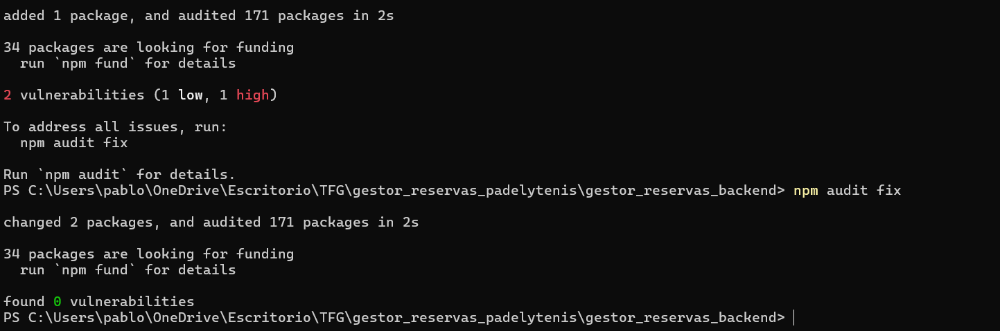 added 1 package, and audited 171 packages in 2s
34 packages are looking for funding
  run `npm fund` for details
2 vulnerabilities (1 low, 1 high)
To address all issues, run:
  npm audit fix
Run `npm audit` for details.
PS C:\Users\pablo\OneDrive\Escritorio\TFG\gestor_reservas_padelytenis\gestor_reservas_backend> npm audit fix
changed 2 packages, and audited 171 packages in 2s
34 packages are looking for funding
  run `npm fund` for details
found 0 vulnerabilities
PS C:\Users\pablo\OneDrive\Escritorio\TFG\gestor_reservas_padelytenis\gestor_reservas_backend>